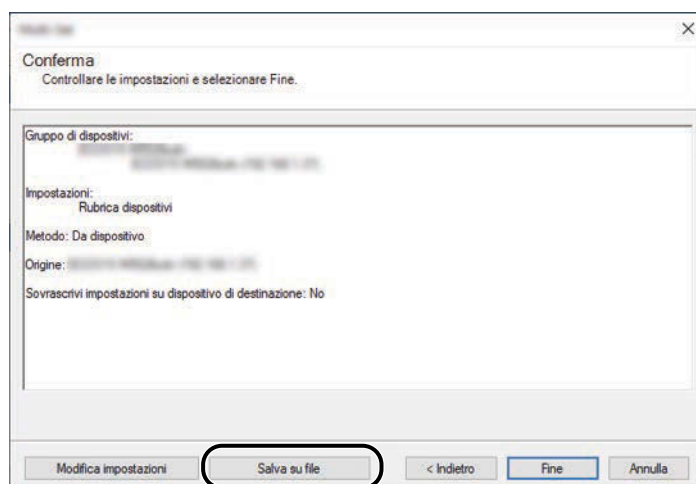 Conferma
Controllare le impostazioni e selezionare Fine.
Gruppo di dispositivi:
Impostazioni:
Rubrica dispositivi
Metodo: Da dispositivo
Origine:
Sovrascrivi impostazioni su dispositivo di destinazione: No
Modifica impostazioni
Salva su file
< Indietro
Fine
Annulla